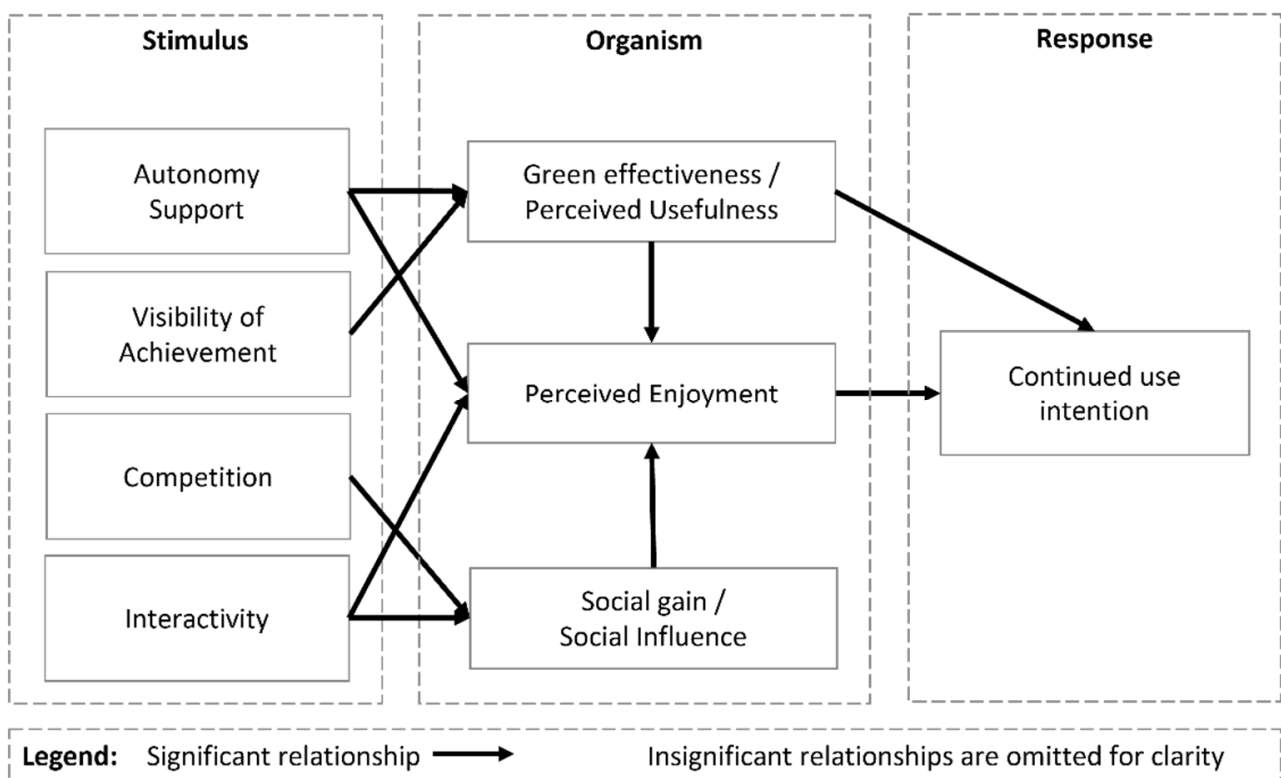 Stimulus
Autonomy
Support
Visibility of
Achievement
Competition
Interactivity
Organism
Green effectiveness /
Perceived Usefulness
Perceived Enjoyment
Social gain /
Social Influence
Response
Continued use
intention
Legend: Significant relationship
Insignificant relationships are omitted for clarity